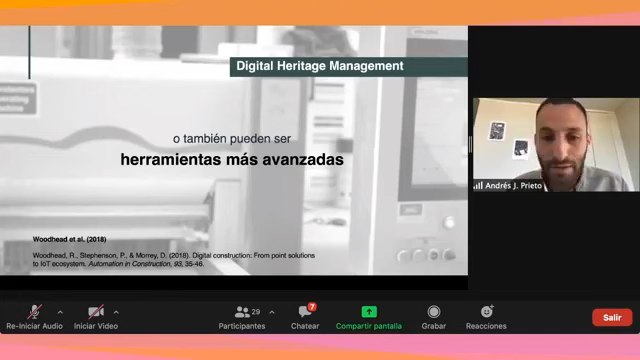 Digital Heritage Management
o también pueden ser
herramientas más avanzadas
Woodhead et al. (2018)
Woodhead, R., Stephenson, P., & Morrey, D. (2018). Digital construction: From point solutions
to IoT ecosystem. Automation in Construction, 93, 35-46.
Andrés J. Prieto
29
7
Re-Iniciar Audio
Iniciar Video
Participantes
Chatear
Compartir pantalla
Grabar
Reacciones
Salir